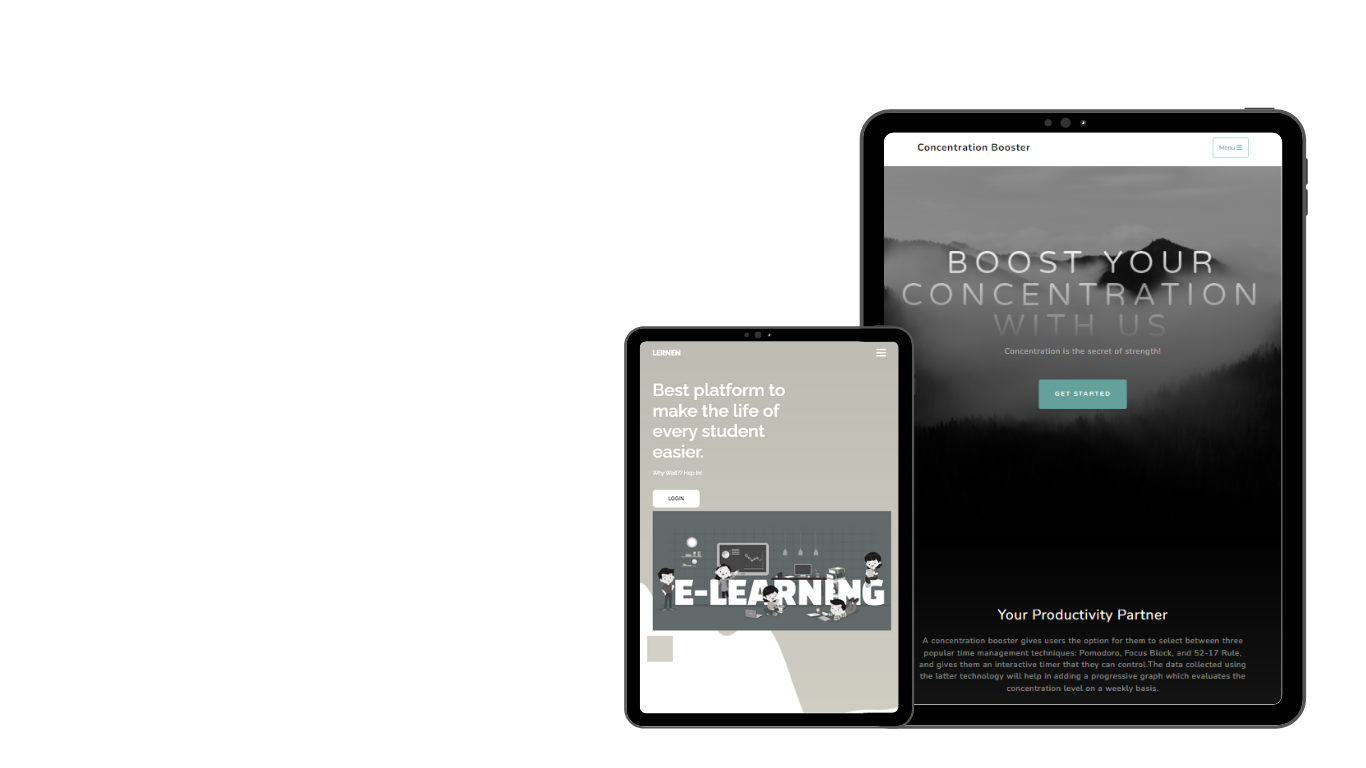 Concentration Booster
Menu
BOOST YOUR
CONCENTRATION
WITH US
Concentration is the secret of strength!
GET STARTED
Your Productivity Partner
A concentration booster gives users the option for them to select between three
popular time management techniques: Pomodoro, Focus Block, and 52-17 Rule,
and gives them an interactive timer that they can control.The data collected using
the latter technology will help in adding a progressive graph which evaluates the
concentration level on a weekly basis.
LERNEN
Best platform to
make the life of
every student
easier.
Why Wait?? Hop In!
LOGIN
E-LEARNING